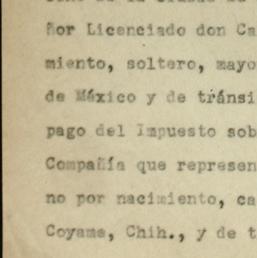 ñor Licenciado don Ca
miento, soltero, mayo
de México y de tránsi
pago del Impuesto sob
Compañía que represen
no por nacimiento, ca
Coyame, Chih., y de t